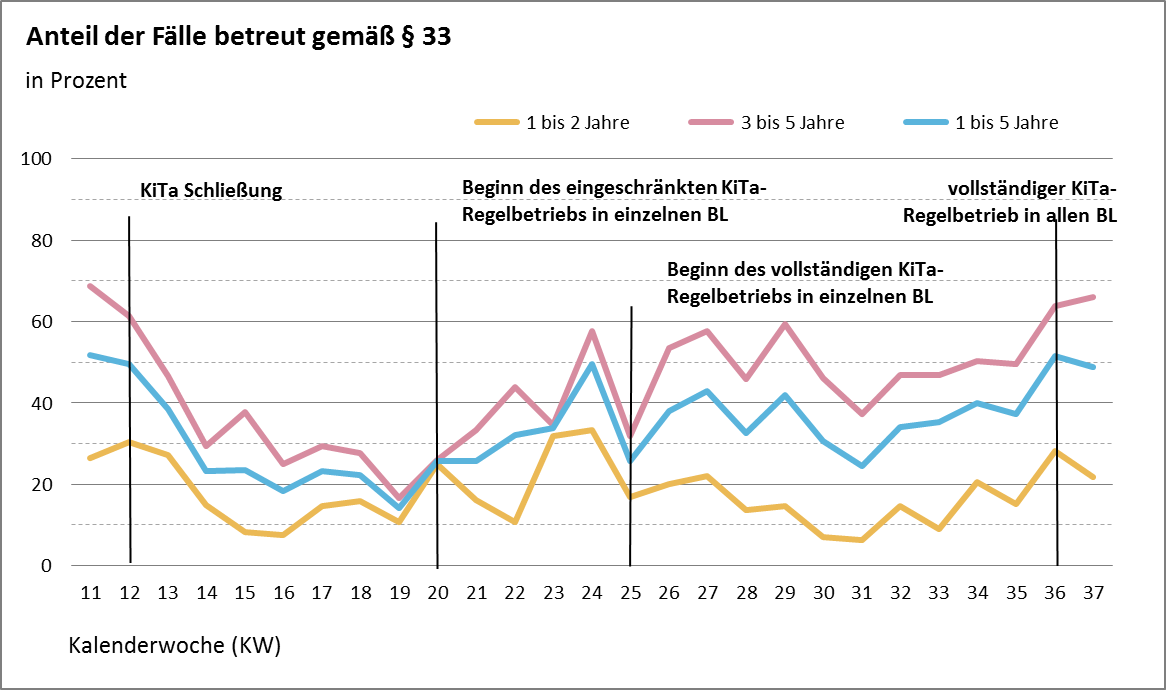 Anteil der Fälle betreut gemäß § 33
in Prozent
1 bis 2 Jahre 3 bis 5 Jahre 1 bis 5 Jahre
100
KiTa Schließung
Beginn des eingeschränkten KiTa-
Regelbetriebs in einzelnen BL
vollständiger KiTa-
Regelbetrieb in allen BL
80
Beginn des vollständigen KiTa-
Regelbetriebs in einzelnen BL
60
40
20
0
11 12 13 14 15 16 17 18 19 20 21 22 23 24 25 26 27 28 29 30 31 32 33 34 35 36 37
Kalenderwoche (KW)